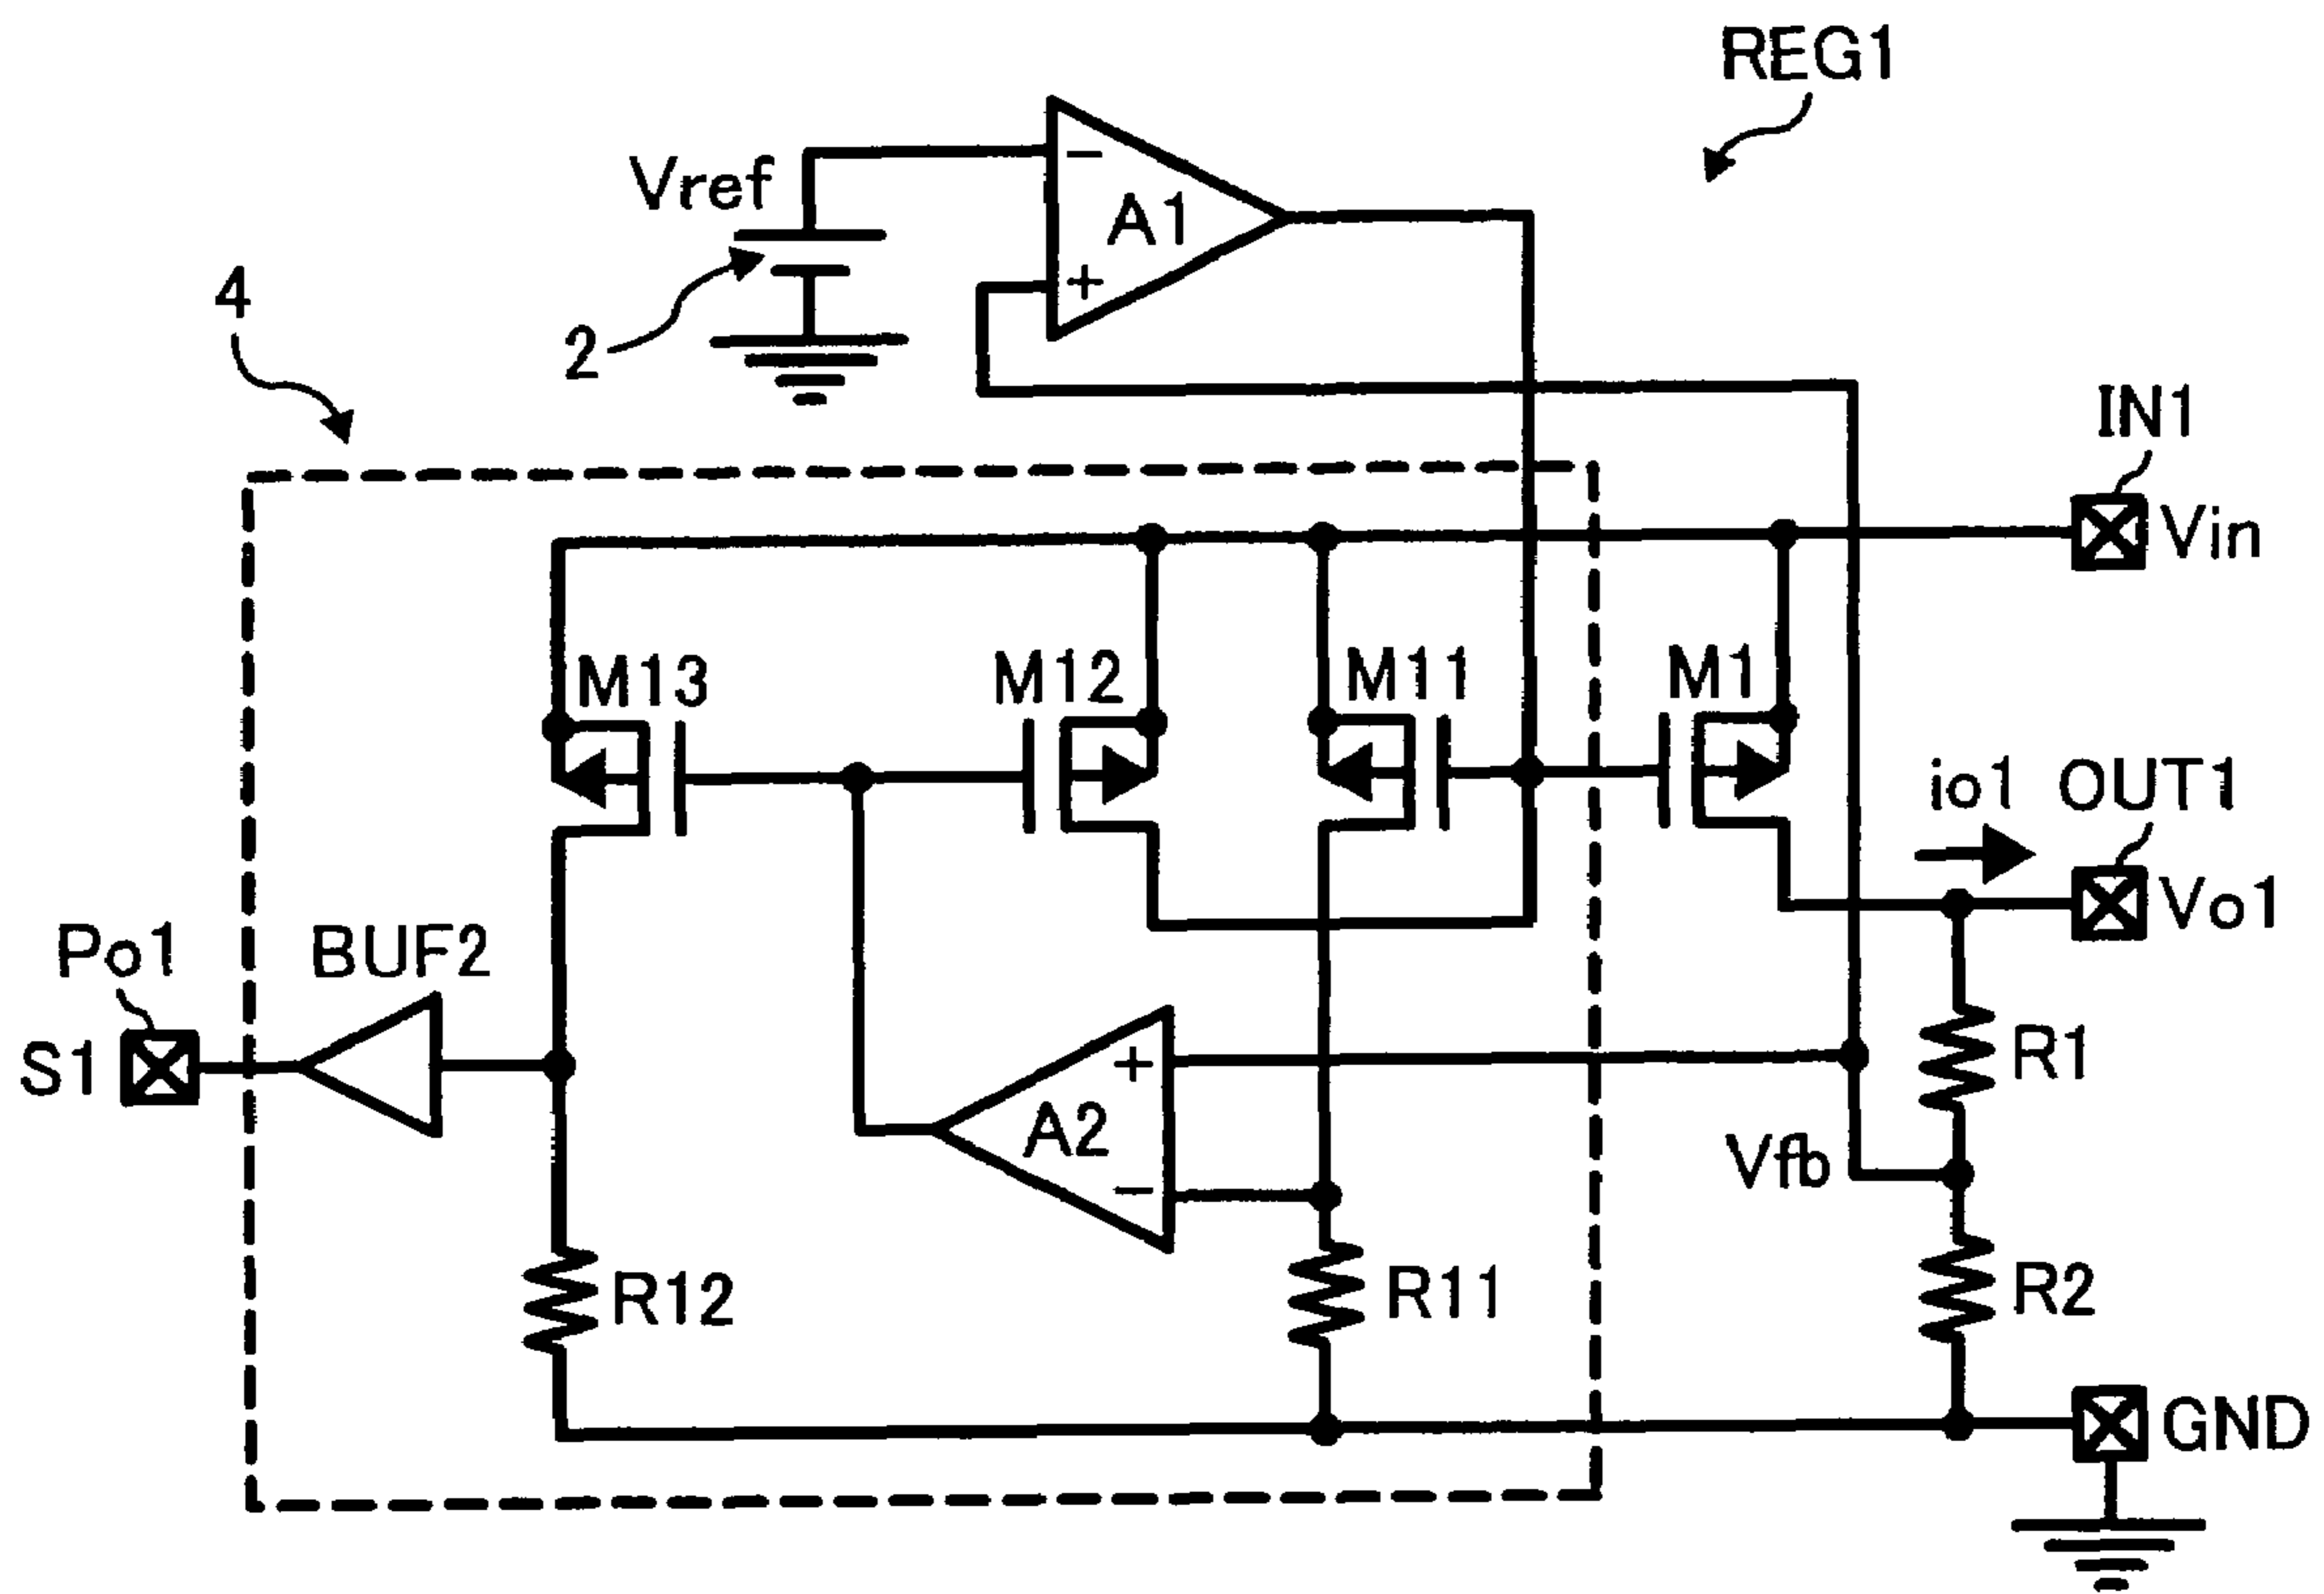 REG1
Vref
−
A1
+
4
2
IN1
Vin
M13
M12
M11
M1
io1
OUT1
Vo1
Po1
BUF2
S1
+
A2
−
R1
Vfb
R12
R11
R2
GND